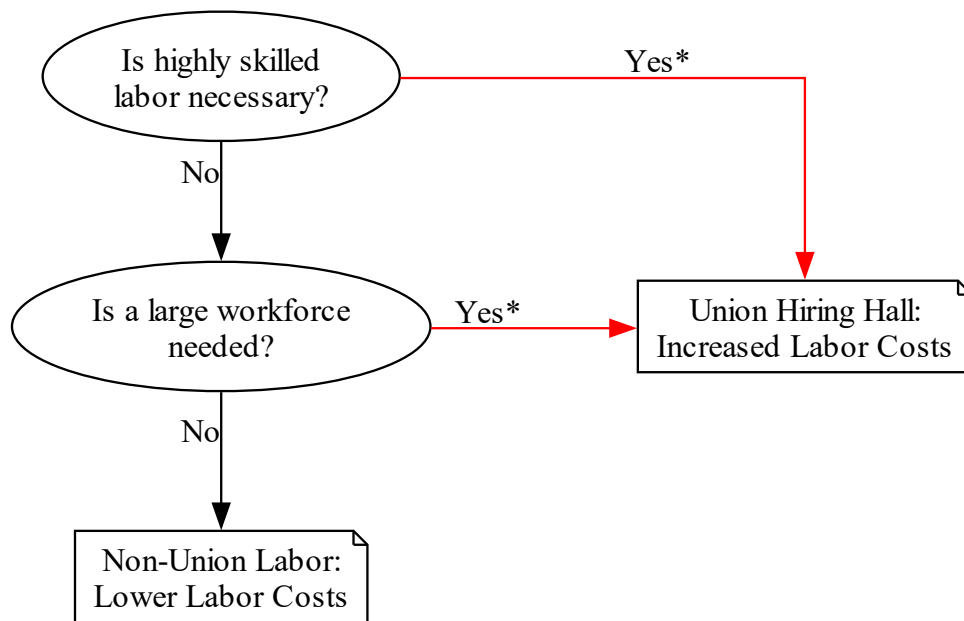 Is highly skilled
labor necessary?
Yes*
No
Is a large workforce
needed?
Yes*
Union Hiring Hall:
Increased Labor Costs
No
Non-Union Labor:
Lower Labor Costs